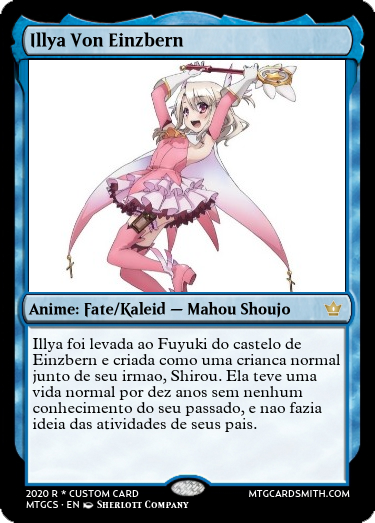 Illya Von Einzbern
Anime: Fate/Kaleid — Mahou Shoujo
Illya foi levada ao Fuyuki do castelo de
Einzbern e criada como uma crianca normal
junto de seu irmao, Shirou. Ela teve uma
vida normal por dez anos sem nenhum
conhecimento do seu passado, e nao fazia
ideia das atividades de seus pais.
2020 R * CUSTOM CARD
MTGCARDSMITH.COM
MTGCS · EN Sherlott Company